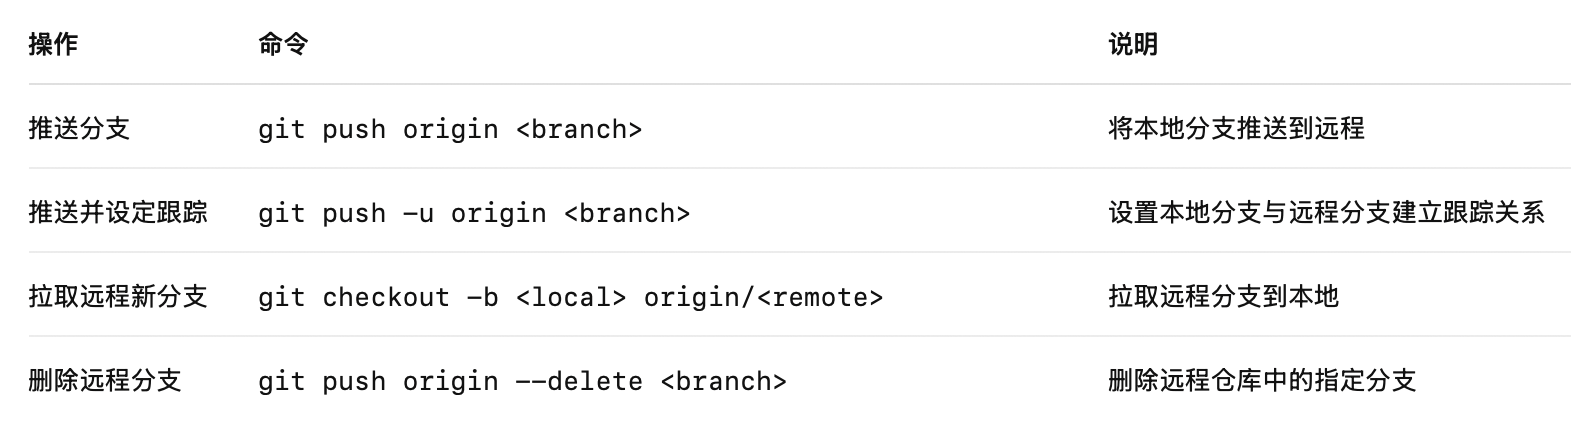 操作 命令 说明
推送分支 git push origin <branch> 将本地分支推送到远程
推送并设定跟踪 git push -u origin <branch> 设置本地分支与远程分支建立跟踪关系
拉取远程新分支 git checkout -b <local> origin/<remote> 拉取远程分支到本地
删除远程分支 git push origin --delete <branch> 删除远程仓库中的指定分支